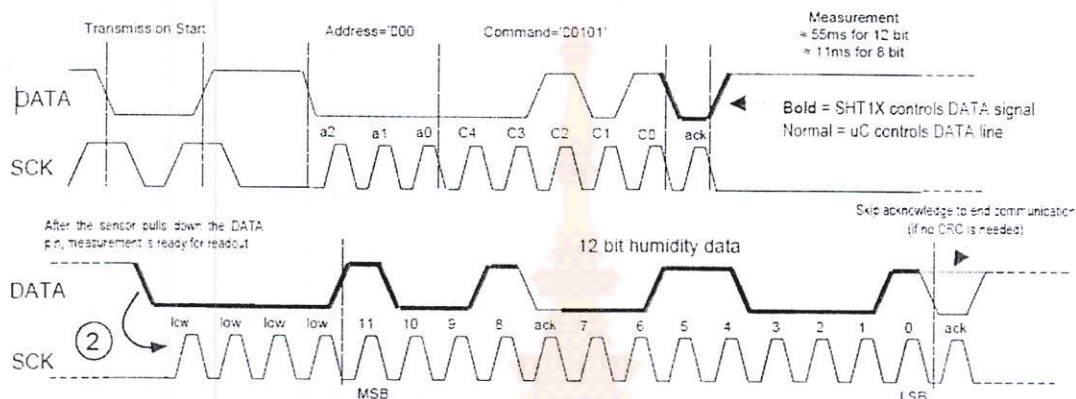 Transmission Start
Address='000'
Command='00101'
Measurement
≈ 55ms for 12 bit
≈ 11ms for 8 bit
DATA
Bold = SHT1X controls DATA signal
Normal = uC controls DATA line
a2 a1 a0 C4 C3 C2 C1 C0 ack
SCK
After the sensor pulls down the DATA
pin, measurement is ready for readout
12 bit humidity data
Skip acknowledge to end communication
(if no CRC is needed)
DATA
low low low low 11 10 9 8 ack 7 6 5 4 3 2 1 0 ack
2
SCK
MSB
LSB